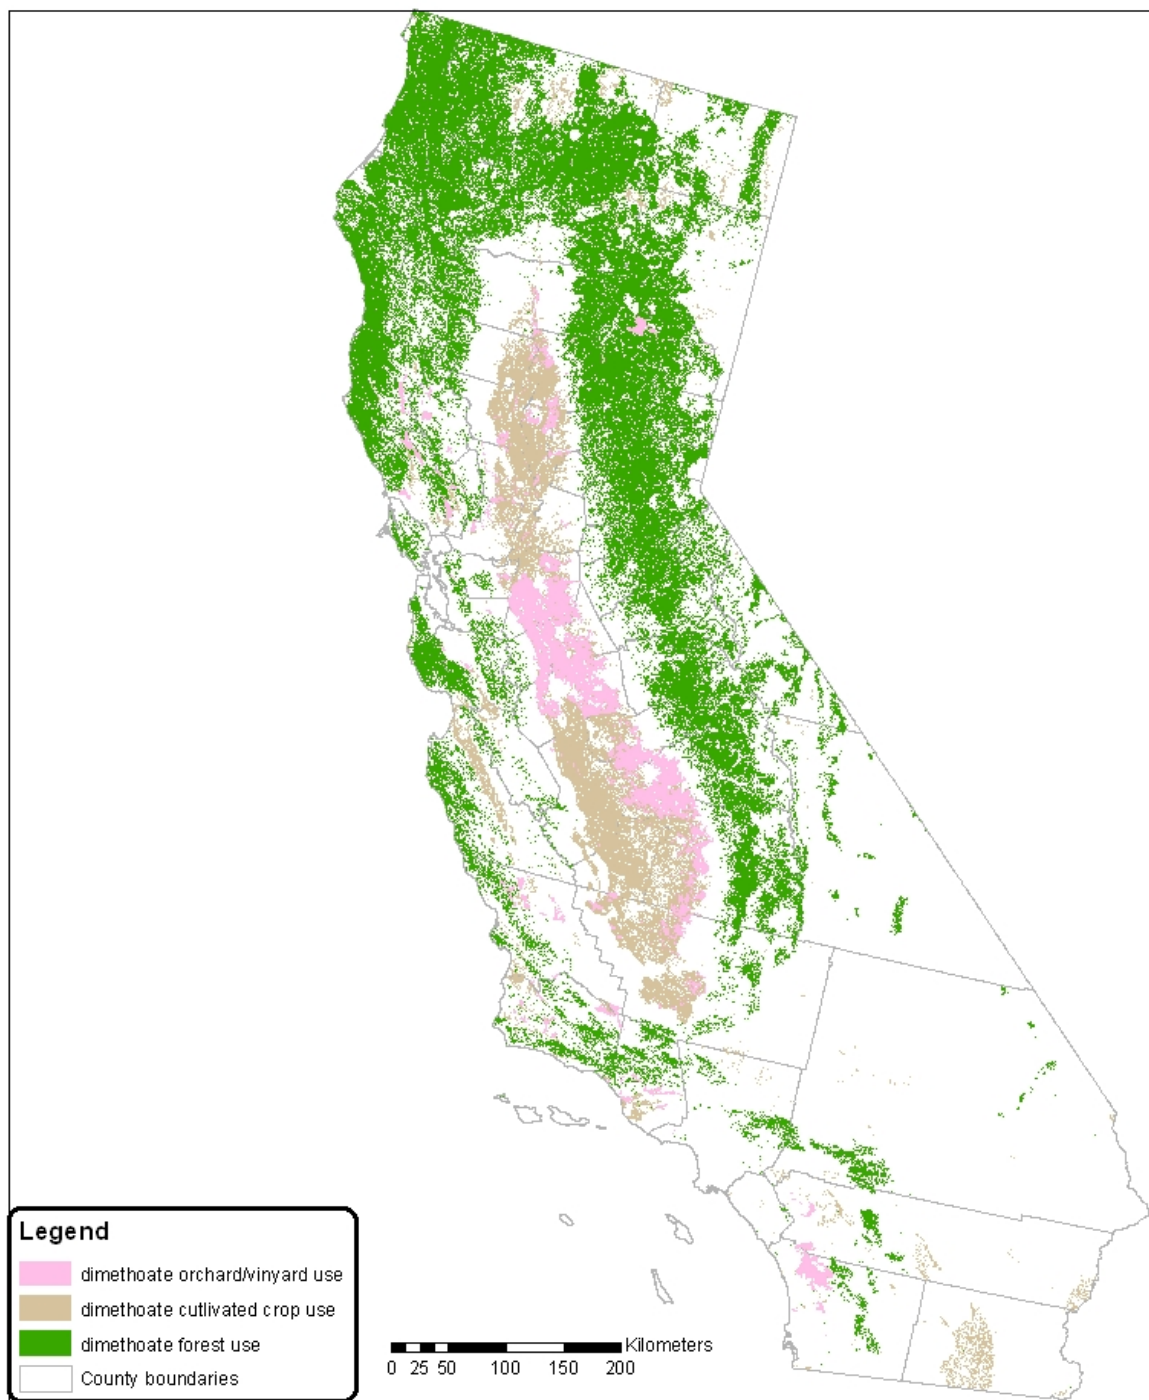 Legend
dimethoate orchard/vinyard use
dimethoate cutlivated crop use
dimethoate forest use
County boundaries
Kilometers
0 25 50 100 150 200